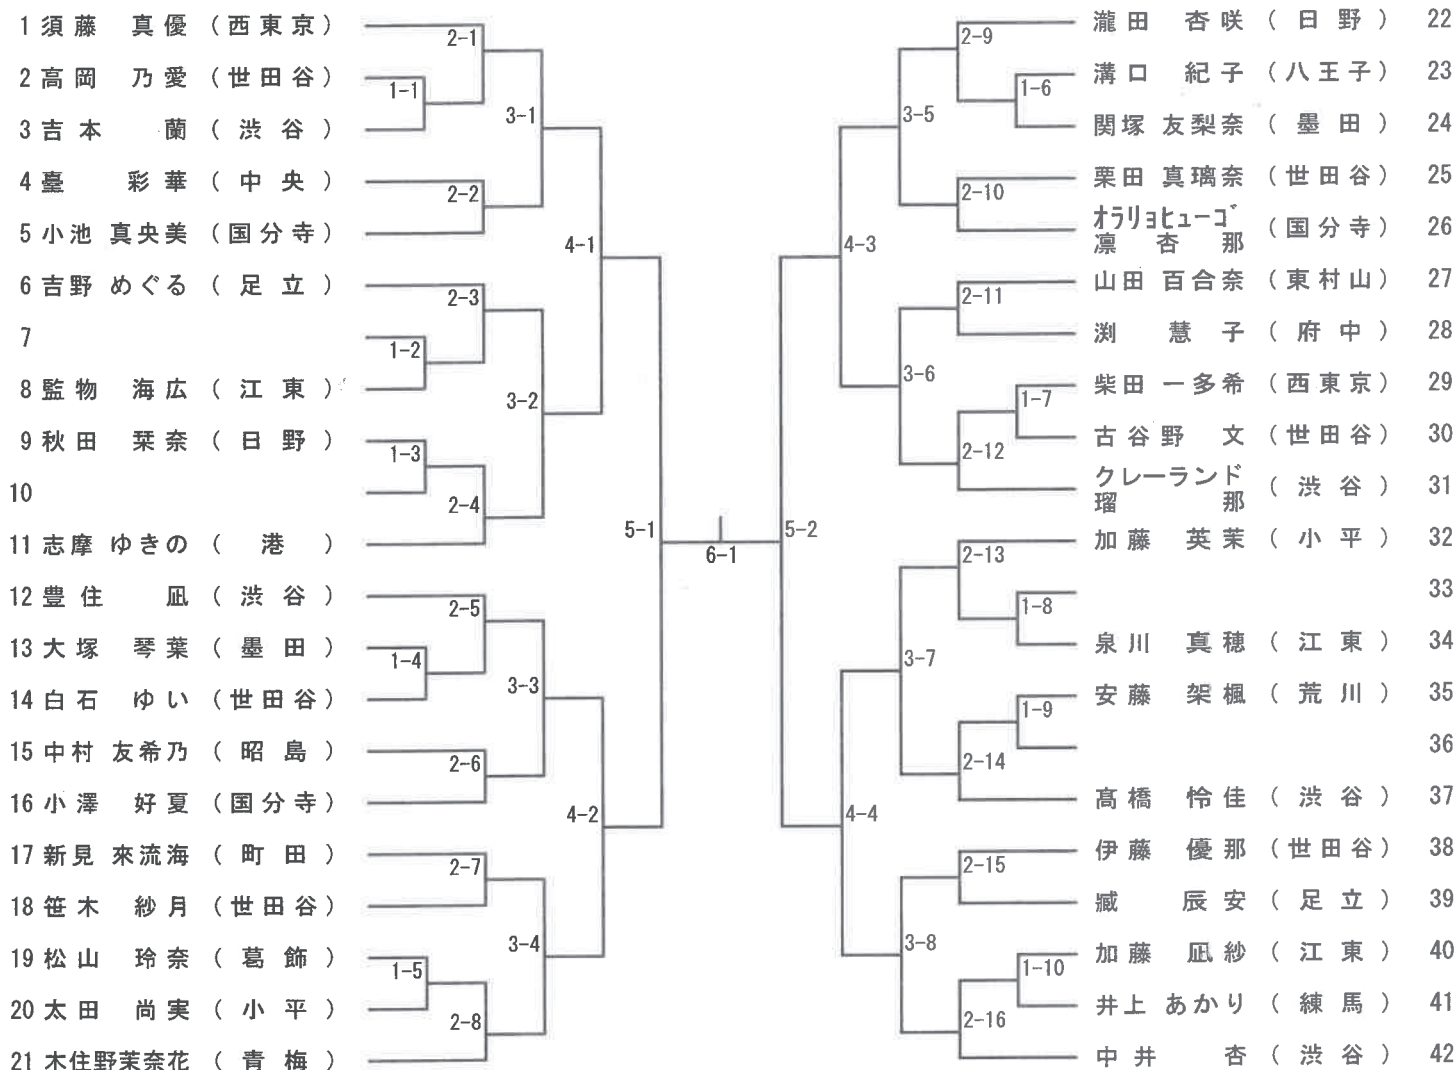 1 須藤 真優 (西東京)
2 高岡 乃愛 (世田谷)
3 吉本 蘭 (渋谷)
4 臺 彩華 (中央)
5 小池 真央美 (国分寺)
6 吉野 めぐる (足立)
7
8 監物 海広 (江東)
9 秋田 栞奈 (日野)
10
11 志摩 ゆきの (港)
12 豊住 凪 (渋谷)
13 大塚 琴葉 (墨田)
14 白石 ゆい (世田谷)
15 中村 友希乃 (昭島)
16 小澤 好夏 (国分寺)
17 新見 來流海 (町田)
18 笹木 紗月 (世田谷)
19 松山 玲奈 (葛飾)
20 太田 尚実 (小平)
21 木住野茉奈花 (青梅)
2-1
1-1
3-1
2-2
4-1
2-3
1-2
3-2
1-3
2-4
5-1
2-5
1-4
3-3
2-6
4-2
2-7
3-4
1-5
2-8
6-1
5-2
2-9
1-6
3-5
2-10
4-3
2-11
3-6
1-7
2-12
2-13
1-8
3-7
1-9
2-14
4-4
2-15
3-8
1-10
2-16
瀧田 杏咲 (日野) 22
溝口 紀子 (八王子) 23
関塚 友梨奈 (墨田) 24
栗田 真璃奈 (世田谷) 25
オラリョヒューゴ
凛杏那 (国分寺) 26
山田 百合奈 (東村山) 27
渕 慧子 (府中) 28
柴田 一多希 (西東京) 29
古谷野 文 (世田谷) 30
クレーランド
瑠那 (渋谷) 31
加藤 英茉 (小平) 32
33
泉川 真穂 (江東) 34
安藤 架楓 (荒川) 35
36
髙橋 怜佳 (渋谷) 37
伊藤 優那 (世田谷) 38
臧 辰安 (足立) 39
加藤 凪紗 (江東) 40
井上 あかり (練馬) 41
中井 杏 (渋谷) 42